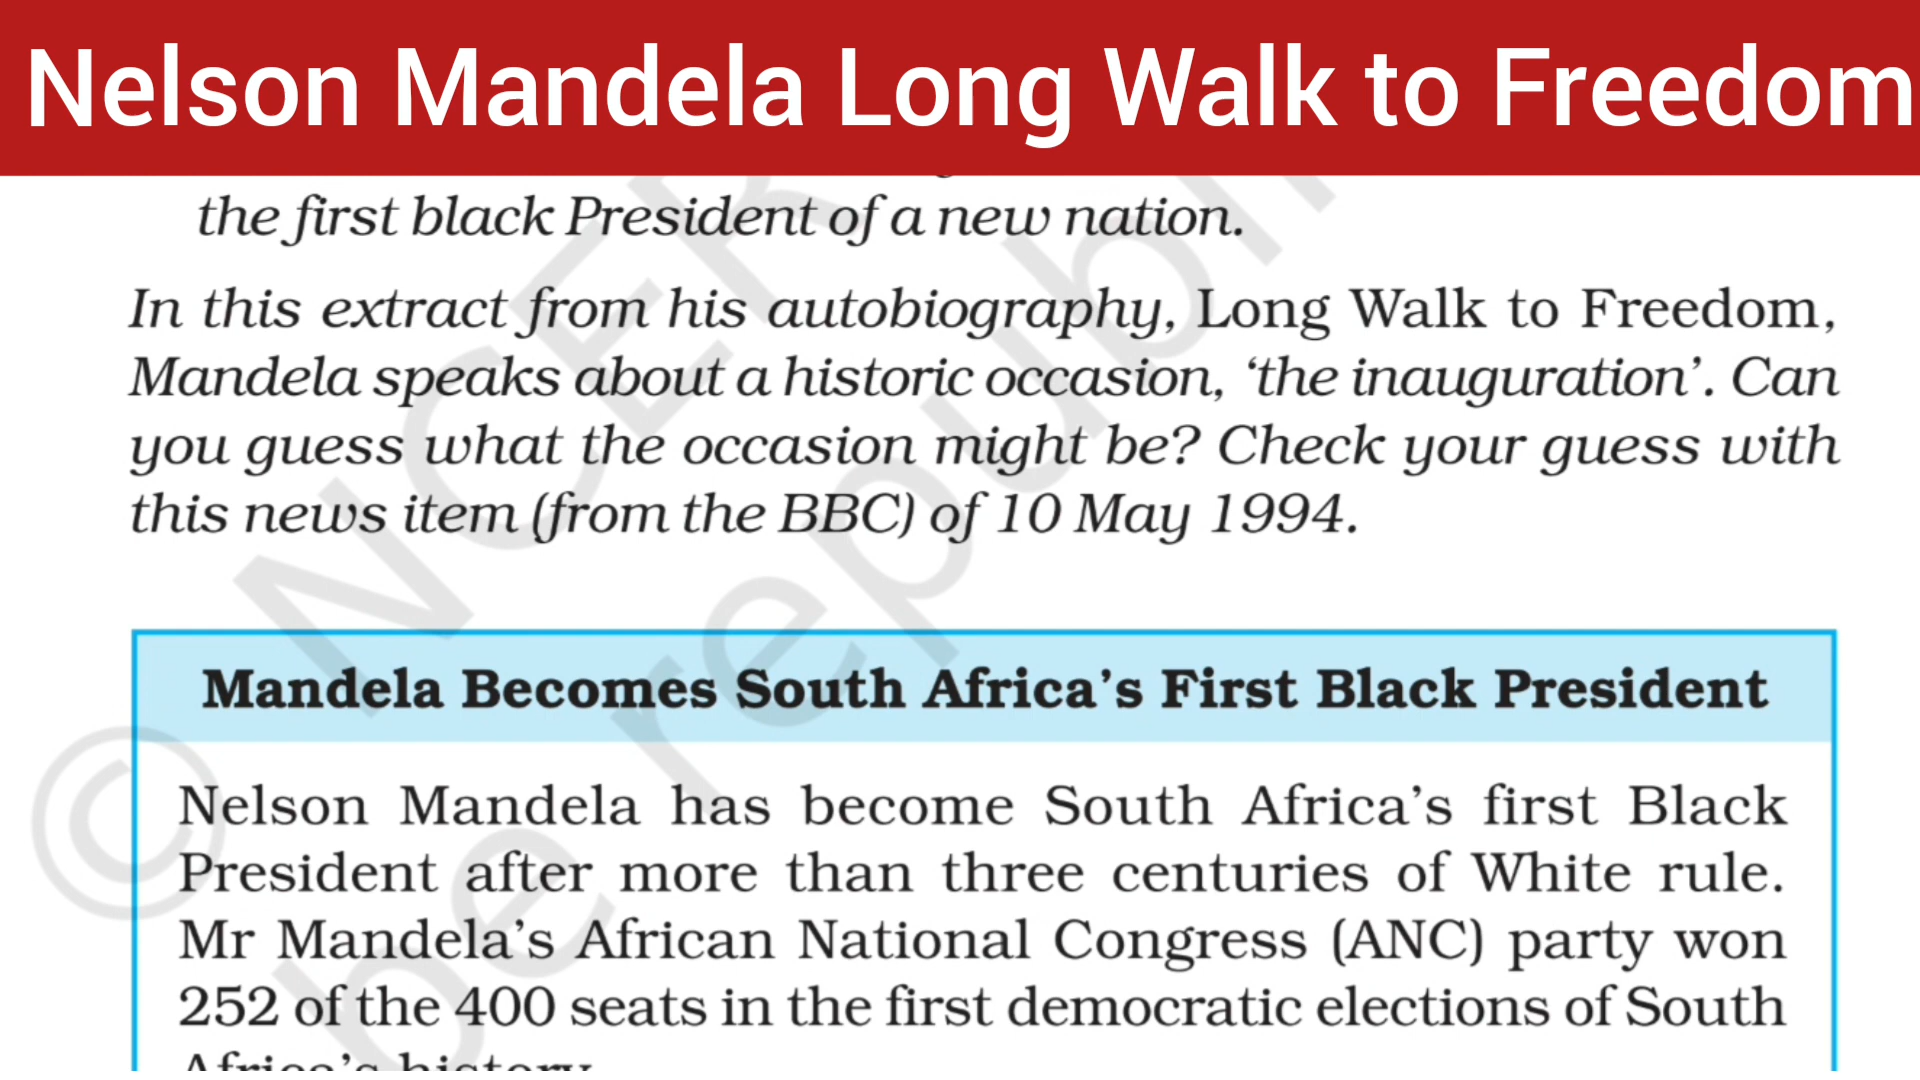 Nelson Mandela Long Walk to Freedom
the first black President of a new nation.
In this extract from his autobiography, Long Walk to Freedom,
Mandela speaks about a historic occasion, ‘the inauguration’. Can
you guess what the occasion might be? Check your guess with
this news item (from the BBC) of 10 May 1994.
Mandela Becomes South Africa’s First Black President
Nelson Mandela has become South Africa’s first Black
President after more than three centuries of White rule.
Mr Mandela’s African National Congress (ANC) party won
252 of the 400 seats in the first democratic elections of South
Africa’s history.
© NCER
be republi